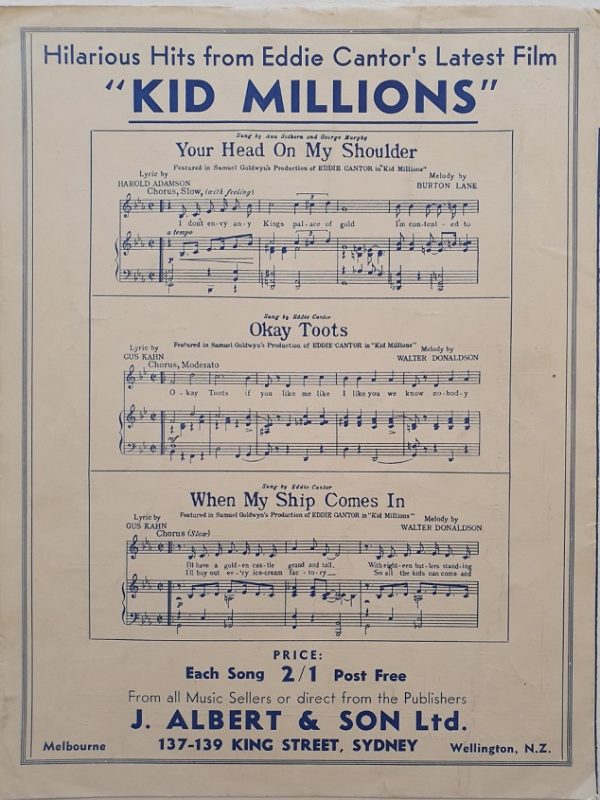 Hilarious Hits from Eddie Cantor's Latest Film
"KID MILLIONS"
Sung by Ann Sothern and George Murphy
Your Head On My Shoulder
Featured in Samuel Goldwyn's Production of EDDIE CANTOR in "Kid Millions"
Lyric by
HAROLD ADAMSON
Melody by
BURTON LANE
Chorus, Slow, (with feeling)
I don't en-vy an-y Kings pal-ace of gold I'm con-tent-ed to
a tempo
p
Sung by Eddie Cantor
Okay Toots
Featured in Samuel Goldwyn's Production of EDDIE CANTOR in "Kid Millions"
Lyric by
GUS KAHN
Melody by
WALTER DONALDSON
Chorus, Moderato
O-kay Toots if you like me like I like you we know no-bod-y
Sung by Eddie Cantor
When My Ship Comes In
Featured in Samuel Goldwyn's Production of EDDIE CANTOR in "Kid Millions"
Lyric by
GUS KAHN
Melody by
WALTER DONALDSON
Chorus (Slow)
I'll have a gold-en cas-tle grand and tall, With eight-een but-lers stand-ing
I'll buy out ev-'ry ice-cream fac-to-ry So all the kids can come and
p
PRICE:
Each Song 2/1 Post Free
From all Music Sellers or direct from the Publishers
J. ALBERT & SON Ltd.
Melbourne 137-139 KING STREET, SYDNEY Wellington, N.Z.